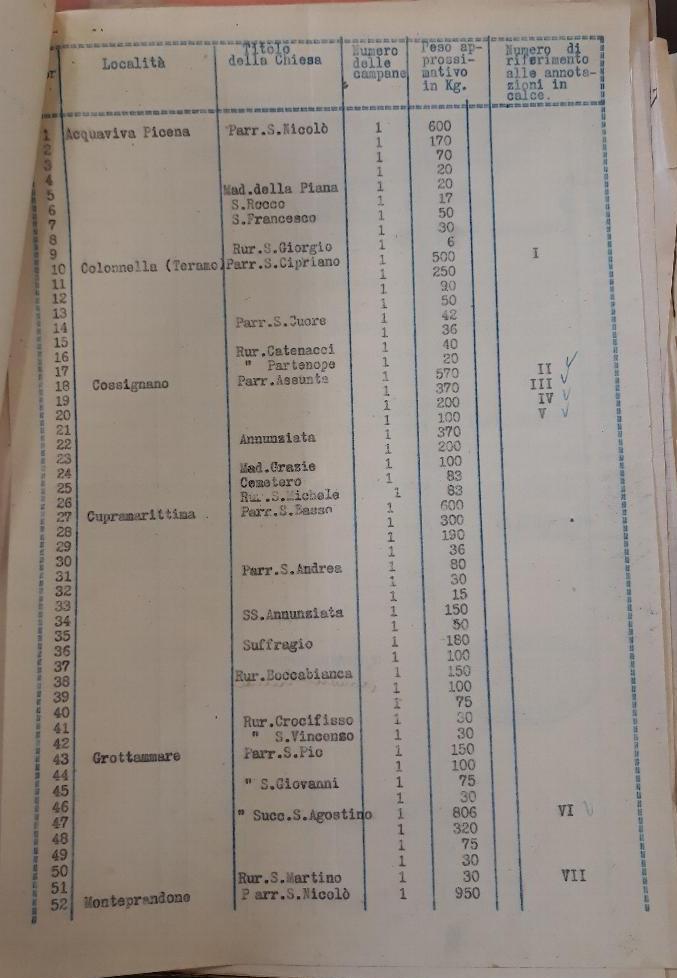 Località Titolo della Chiesa Numero delle campane Peso approssimativo in Kg. Numero di riferimento alle annotazioni in calce.
1 Acquaviva Picena Parr.S.Nicolò 1 600
2 1 170
3 1 70
4 1 20
5 Mad.della Piana 1 20
6 S.Rocco 1 17
7 S.Francesco 1 50
8 1 30
9 Rur.S.Giorgio 1 6
10 Colonnella (Teramo) Parr.S.Cipriano 1 500 I
11 1 250
12 1 90
13 1 50
14 Parr.S.Cuore 1 42
15 1 36
16 Rur.Catenacci 1 40
17 " Partenope 1 20
18 Cossignano Parr.Assunta 1 570 II
19 1 370 III
20 1 200 IV
21 1 100 V
22 Annunziata 1 370
23 1 200
24 Mad.Grazie 1 100
25 Cemetero 1 83
26 Rur.S.Michele 1 83
27 Cupramarittima Parr.S.Basso 1 600
28 1 300
29 1 190
30 1 36
31 Parr.S.Andrea 1 80
32 1 30
33 1 15
34 SS.Annunziata 1 150
35 1 50
36 Suffragio 1 180
37 1 100
38 Rur.Boccabianca 1 150
39 1 100
40 1 75
41 Rur.Crocifisso 1 30
42 " S.Vincenzo 1 30
43 Grottammare Parr.S.Pio 1 150
44 1 100
45 " S.Giovanni 1 75
46 1 30
47 " Succ.S.Agostino 1 806 VI
48 1 320
49 1 75
50 1 30
51 Rur.S.Martino 1 30 VII
52 Monteprandone Parr.S.Nicolò 1 950